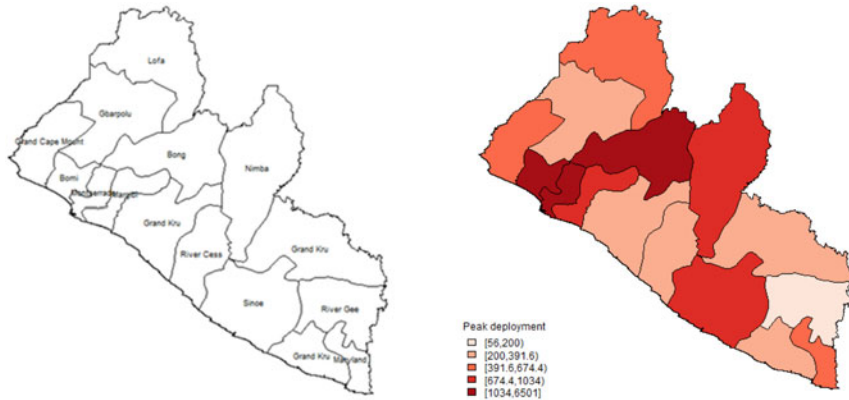 Lofa
Gbarpolu
Grand Cape Mount
Bong
Bomi
Nimba
Montserrado
Grand Kru
River Cess
Grand Kru
Sinoe
River Gee
Grand Kru
Maryland
Peak deployment
[56,200)
[200,391.6)
[391.6,674.4)
[674.4,1034)
[1034,6501]